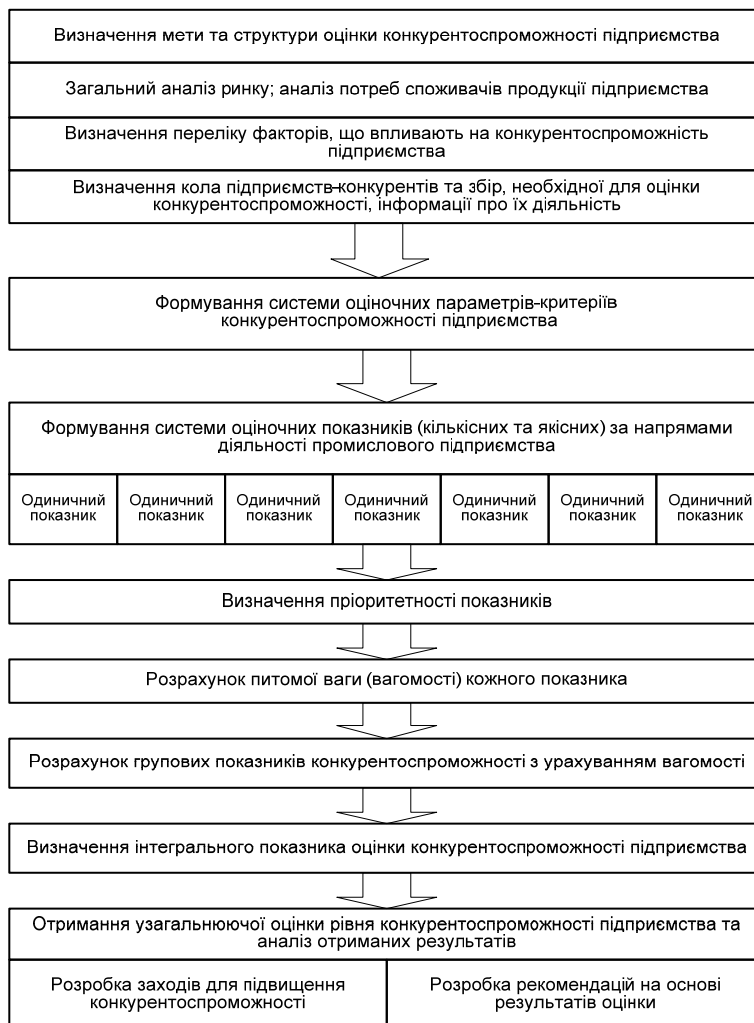 Визначення мети та структури оцінки конкурентоспроможності підприємства
Загальний аналіз ринку; аналіз потреб споживачів продукції підприємства
Визначення переліку факторів, що впливають на конкурентоспроможність
підприємства
Визначення кола підприємств-конкурентів та збір, необхідної для оцінки
конкурентоспроможності, інформації про їх діяльність
Формування системи оціночних параметрів-критеріїв
конкурентоспроможності підприємства
Формування системи оціночних показників (кількісних та якісних) за напрямами
діяльності промислового підприємства
Одиничний
показник
Одиничний
показник
Одиничний
показник
Одиничний
показник
Одиничний
показник
Одиничний
показник
Одиничний
показник
Визначення пріоритетності показників
Розрахунок питомої ваги (вагомості) кожного показника
Розрахунок групових показників конкурентоспроможності з урахуванням вагомості
Визначення інтегрального показника оцінки конкурентоспроможності підприємства
Отримання узагальнюючої оцінки рівня конкурентоспроможності підприємства та
аналіз отриманих результатів
Розробка заходів для підвищення
конкурентоспроможності
Розробка рекомендацій на основі
результатів оцінки